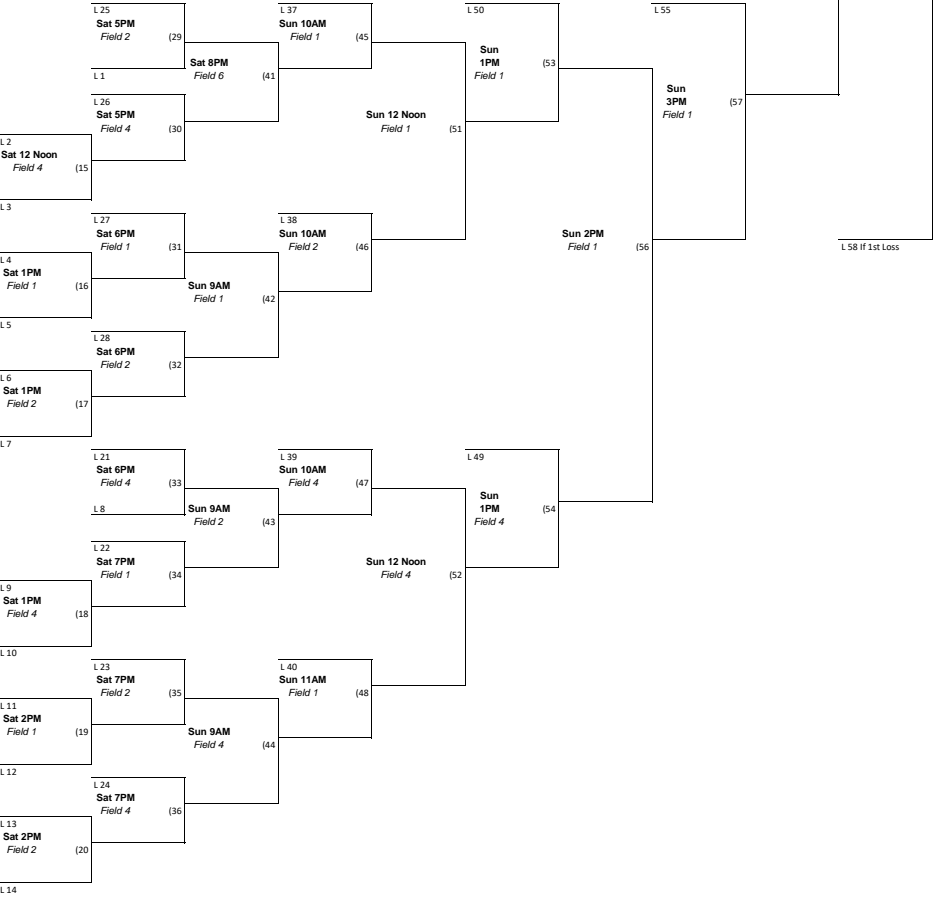 L 25
Sat 5PM
Field 2 (29
L 1
L 37
Sun 10AM
Field 1 (45
L 50
Sun
1PM (53
Field 1
L 55
Sat 8PM
Field 6 (41
L 26
Sat 5PM
Field 4 (30
Sun
3PM (57
Field 1
Sun 12 Noon
Field 1 (51
L 2
Sat 12 Noon
Field 4 (15
L 3
L 27
Sat 6PM
Field 1 (31
L 38
Sun 10AM
Field 2 (46
Sun 2PM
Field 1 (56
L 58 If 1st Loss
L 4
Sat 1PM
Field 1 (16
L 5
Sun 9AM
Field 1 (42
L 28
Sat 6PM
Field 2 (32
L 6
Sat 1PM
Field 2 (17
L 7
L 21
Sat 6PM
Field 4 (33
L 8
L 39
Sun 10AM
Field 4 (47
L 49
Sun
1PM (54
Field 4
Sun 9AM
Field 2 (43
L 22
Sat 7PM
Field 1 (34
Sun 12 Noon
Field 4 (52
L 9
Sat 1PM
Field 4 (18
L 10
L 23
Sat 7PM
Field 2 (35
L 40
Sun 11AM
Field 1 (48
L 11
Sat 2PM
Field 1 (19
L 12
Sun 9AM
Field 4 (44
L 24
Sat 7PM
Field 4 (36
L 13
Sat 2PM
Field 2 (20
L 14